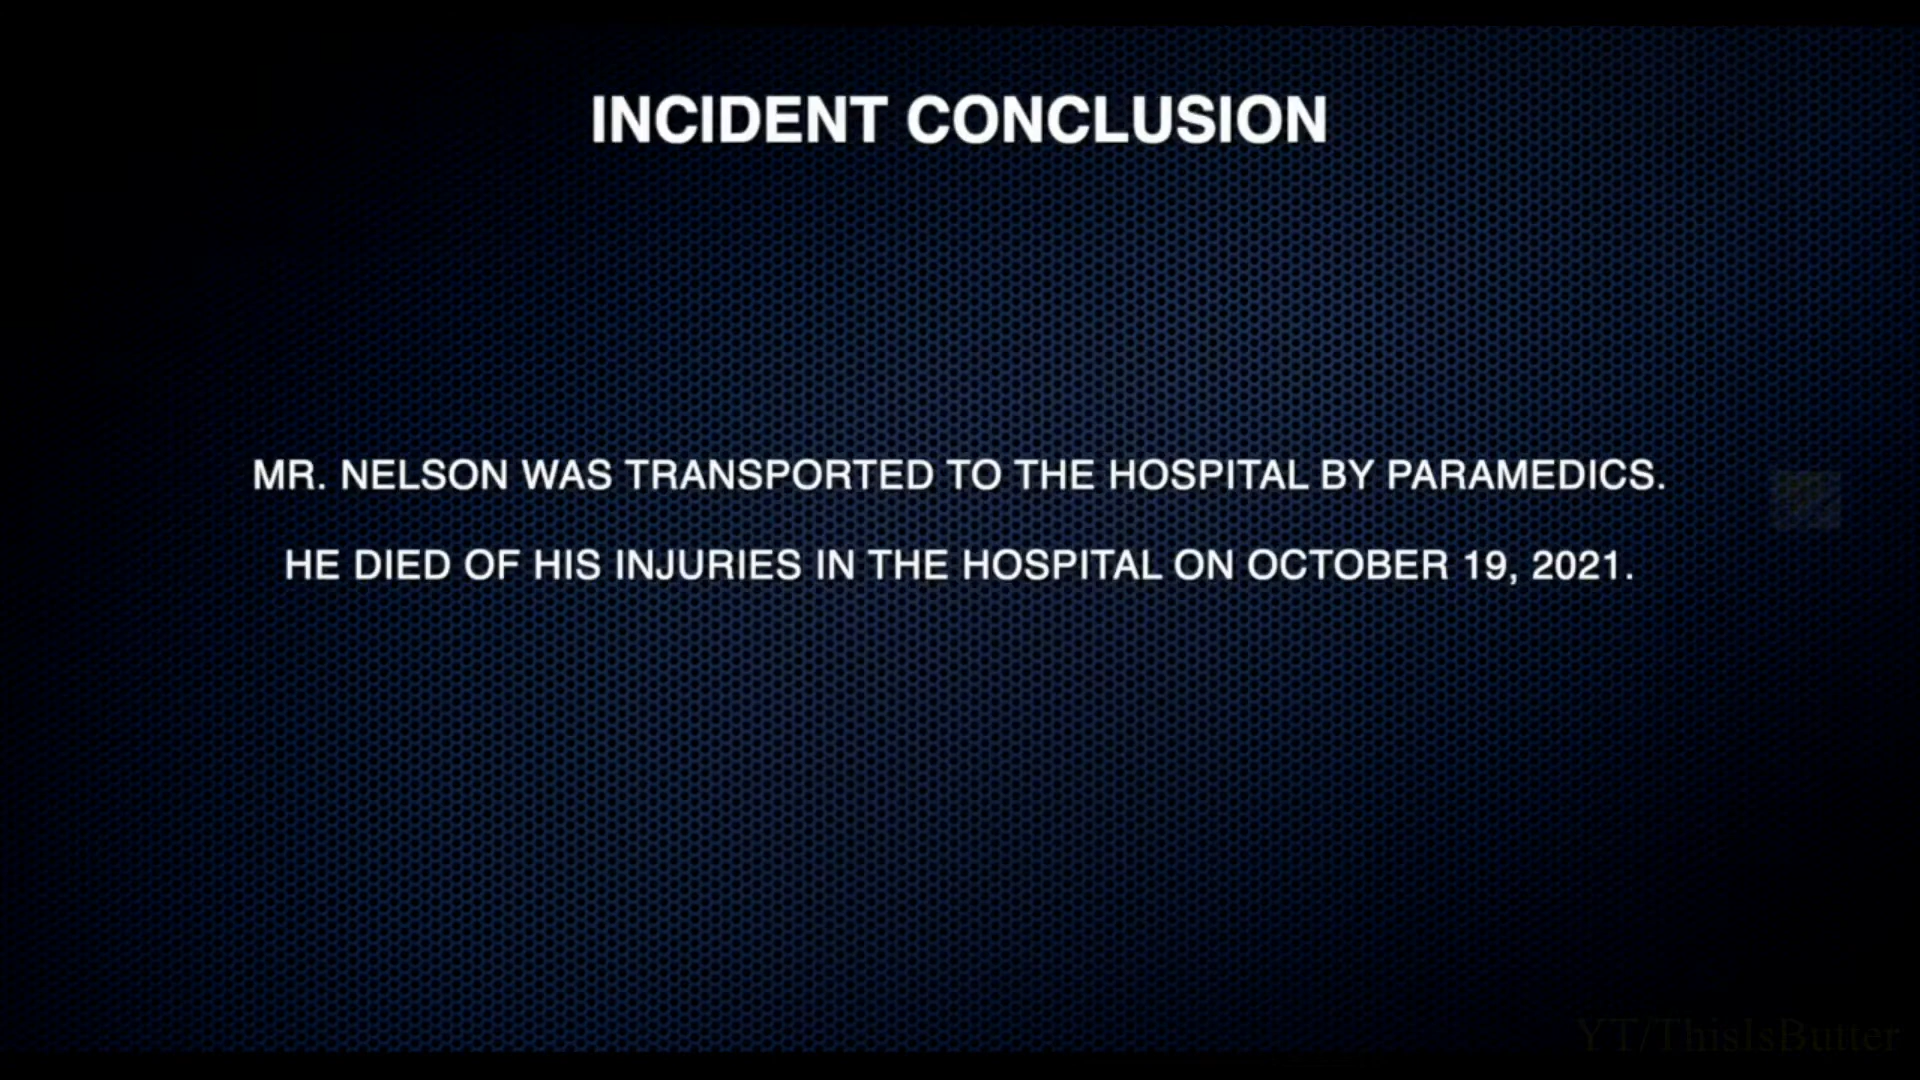 INCIDENT CONCLUSION
MR. NELSON WAS TRANSPORTED TO THE HOSPITAL BY PARAMEDICS.
HE DIED OF HIS INJURIES IN THE HOSPITAL ON OCTOBER 19, 2021.
YT/ThisIsButter